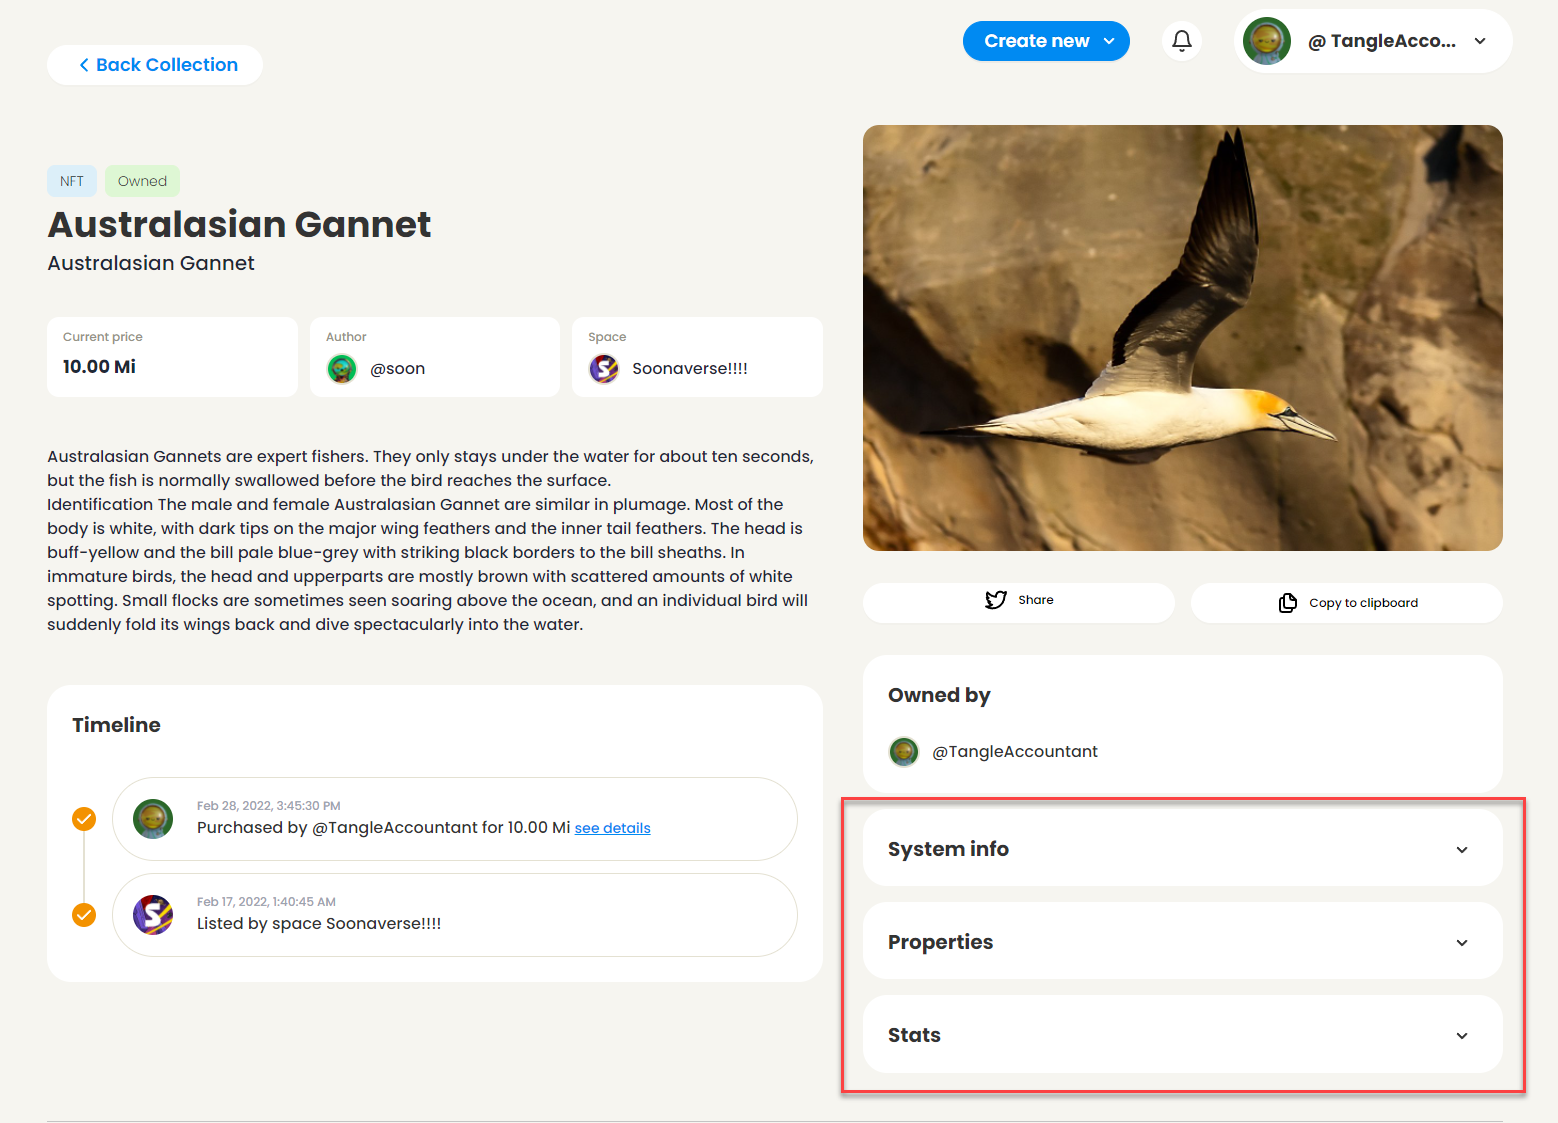 Back Collection
Create new
@ TangleAcco...
NFT
Owned
Australasian Gannet
Australasian Gannet
Current price
10.00 Mi
Author
@soon
Space
Soonaverse!!!!
Australasian Gannets are expert fishers. They only stays under the water for about ten seconds,
but the fish is normally swallowed before the bird reaches the surface.
Identification The male and female Australasian Gannet are similar in plumage. Most of the
body is white, with dark tips on the major wing feathers and the inner tail feathers. The head is
buff-yellow and the bill pale blue-grey with striking black borders to the bill sheaths. In
immature birds, the head and upperparts are mostly brown with scattered amounts of white
spotting. Small flocks are sometimes seen soaring above the ocean, and an individual bird will
suddenly fold its wings back and dive spectacularly into the water.
Timeline
Feb 28, 2022, 3:45:30 PM
Purchased by @TangleAccountant for 10.00 Mi see details
Feb 17, 2022, 1:40:45 AM
Listed by space Soonaverse!!!!
Share
Copy to clipboard
Owned by
@TangleAccountant
System info
Properties
Stats